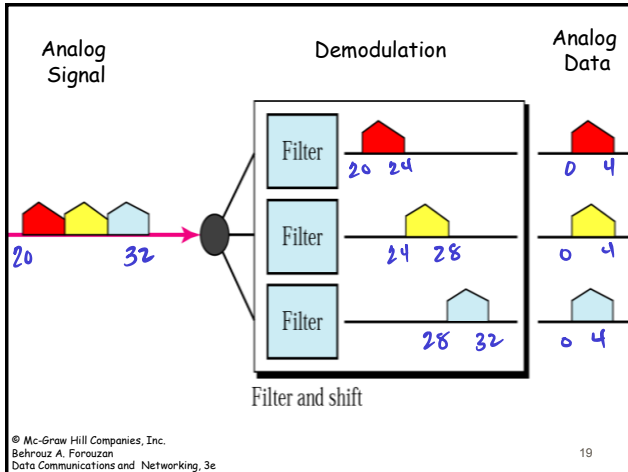 Analog
Signal
Demodulation
Analog
Data
Filter
20 24
0 4
20 32
Filter
24 28
0 4
Filter
28 32
0 4
Filter and shift
© Mc-Graw Hill Companies, Inc.
Behrouz A. Forouzan
Data Communications and Networking, 3e
19